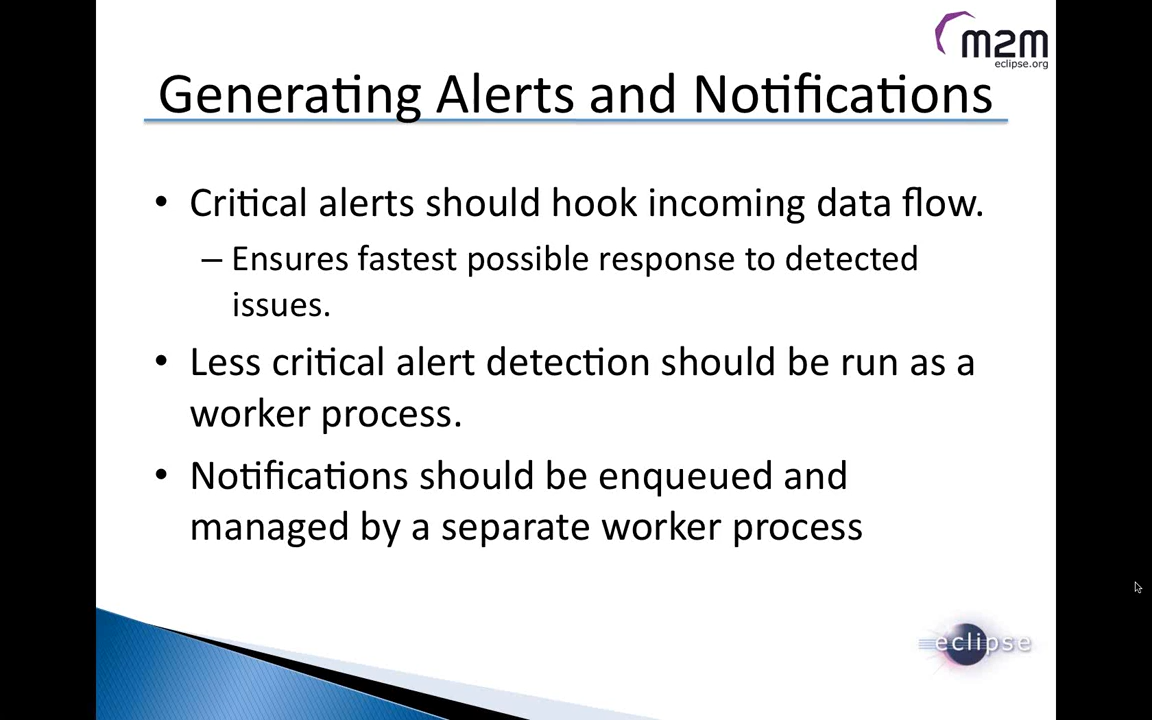 m2m
eclipse.org
Generating Alerts and Notifications
• Critical alerts should hook incoming data flow.
– Ensures fastest possible response to detected
issues.
• Less critical alert detection should be run as a
worker process.
• Notifications should be enqueued and
managed by a separate worker process
eclipse